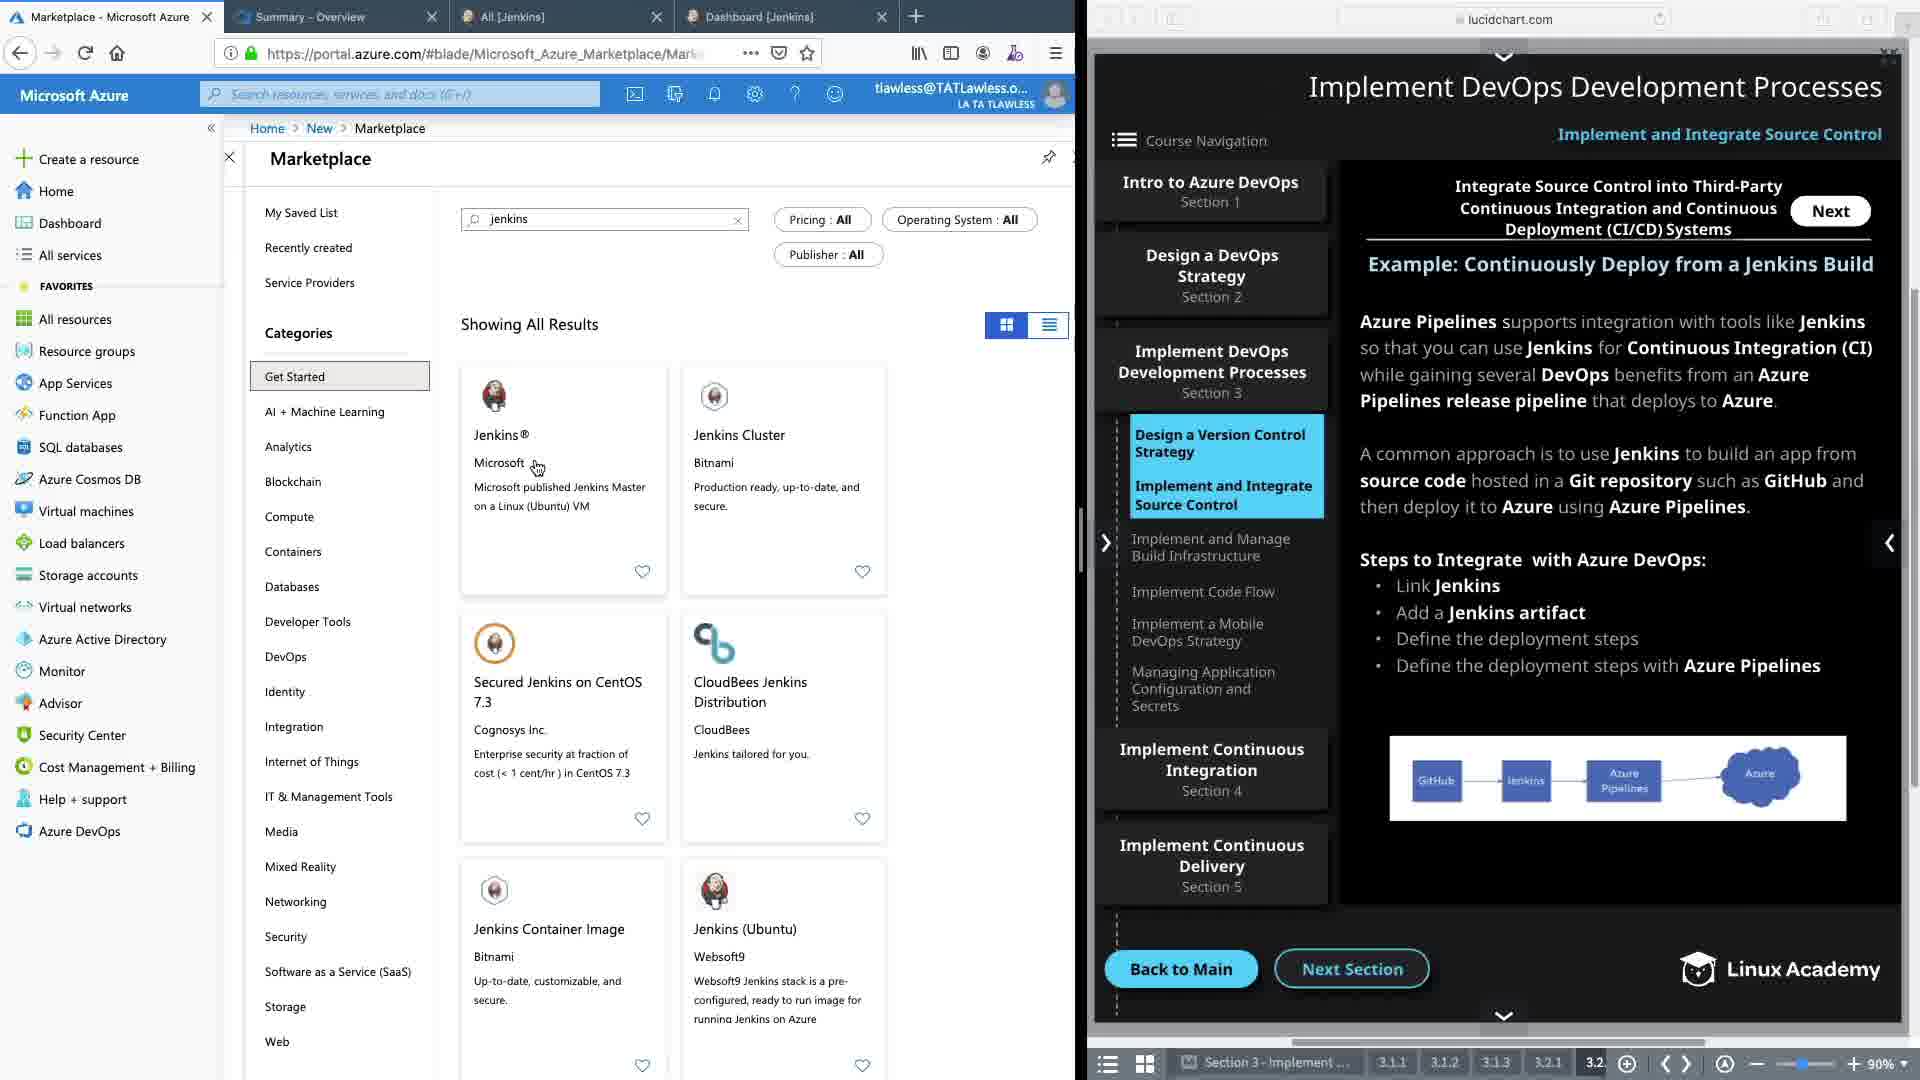 Marketplace - Microsoft Azure
Summary - Overview
All [Jenkins]
Dashboard [Jenkins]
https://portal.azure.com/#blade/Microsoft_Azure_Marketplace/Mark
Microsoft Azure
Search resources, services, and docs (G+/)
tlawless@TATLawless.o...
LA TA TLAWLESS
Home > New > Marketplace
Marketplace
Create a resource
Home
Dashboard
All services
FAVORITES
All resources
Resource groups
App Services
Function App
SQL databases
Azure Cosmos DB
Virtual machines
Load balancers
Storage accounts
Virtual networks
Azure Active Directory
Monitor
Advisor
Security Center
Cost Management + Billing
Help + support
Azure DevOps
My Saved List
Recently created
Service Providers
Categories
Get Started
AI + Machine Learning
Analytics
Blockchain
Compute
Containers
Databases
Developer Tools
DevOps
Identity
Integration
Internet of Things
IT & Management Tools
Media
Mixed Reality
Networking
Security
Software as a Service (SaaS)
Storage
Web
jenkins
Pricing : All
Operating System : All
Publisher : All
Showing All Results
Jenkins®
Microsoft
Microsoft published Jenkins Master
on a Linux (Ubuntu) VM
Jenkins Cluster
Bitnami
Production ready, up-to-date, and
secure.
Secured Jenkins on CentOS
7.3
Cognosys Inc.
Enterprise security at fraction of
cost (< 1 cent/hr ) in CentOS 7.3
CloudBees Jenkins
Distribution
CloudBees
Jenkins tailored for you.
Jenkins Container Image
Bitnami
Up-to-date, customizable, and
secure.
Jenkins (Ubuntu)
Websoft9
Websoft9 Jenkins stack is a pre-
configured, ready to run image for
running Jenkins on Azure
lucidchart.com
Implement DevOps Development Processes
Course Navigation
Implement and Integrate Source Control
Intro to Azure DevOps
Section 1
Design a DevOps
Strategy
Section 2
Implement DevOps
Development Processes
Section 3
Design a Version Control
Strategy
Implement and Integrate
Source Control
Implement and Manage
Build Infrastructure
Implement Code Flow
Implement a Mobile
DevOps Strategy
Managing Application
Configuration and
Secrets
Implement Continuous
Integration
Section 4
Implement Continuous
Delivery
Section 5
Integrate Source Control into Third-Party
Continuous Integration and Continuous
Deployment (CI/CD) Systems
Next
Example: Continuously Deploy from a Jenkins Build
Azure Pipelines supports integration with tools like Jenkins
so that you can use Jenkins for Continuous Integration (CI)
while gaining several DevOps benefits from an Azure
Pipelines release pipeline that deploys to Azure.
A common approach is to use Jenkins to build an app from
source code hosted in a Git repository such as GitHub and
then deploy it to Azure using Azure Pipelines.
Steps to Integrate with Azure DevOps:
• Link Jenkins
• Add a Jenkins artifact
• Define the deployment steps
• Define the deployment steps with Azure Pipelines
GitHub
Jenkins
Azure
Pipelines
Azure
Back to Main
Next Section
Linux Academy
Section 3 - Implement ...
3.1.1
3.1.2
3.1.3
3.2.1
3.2.
90%